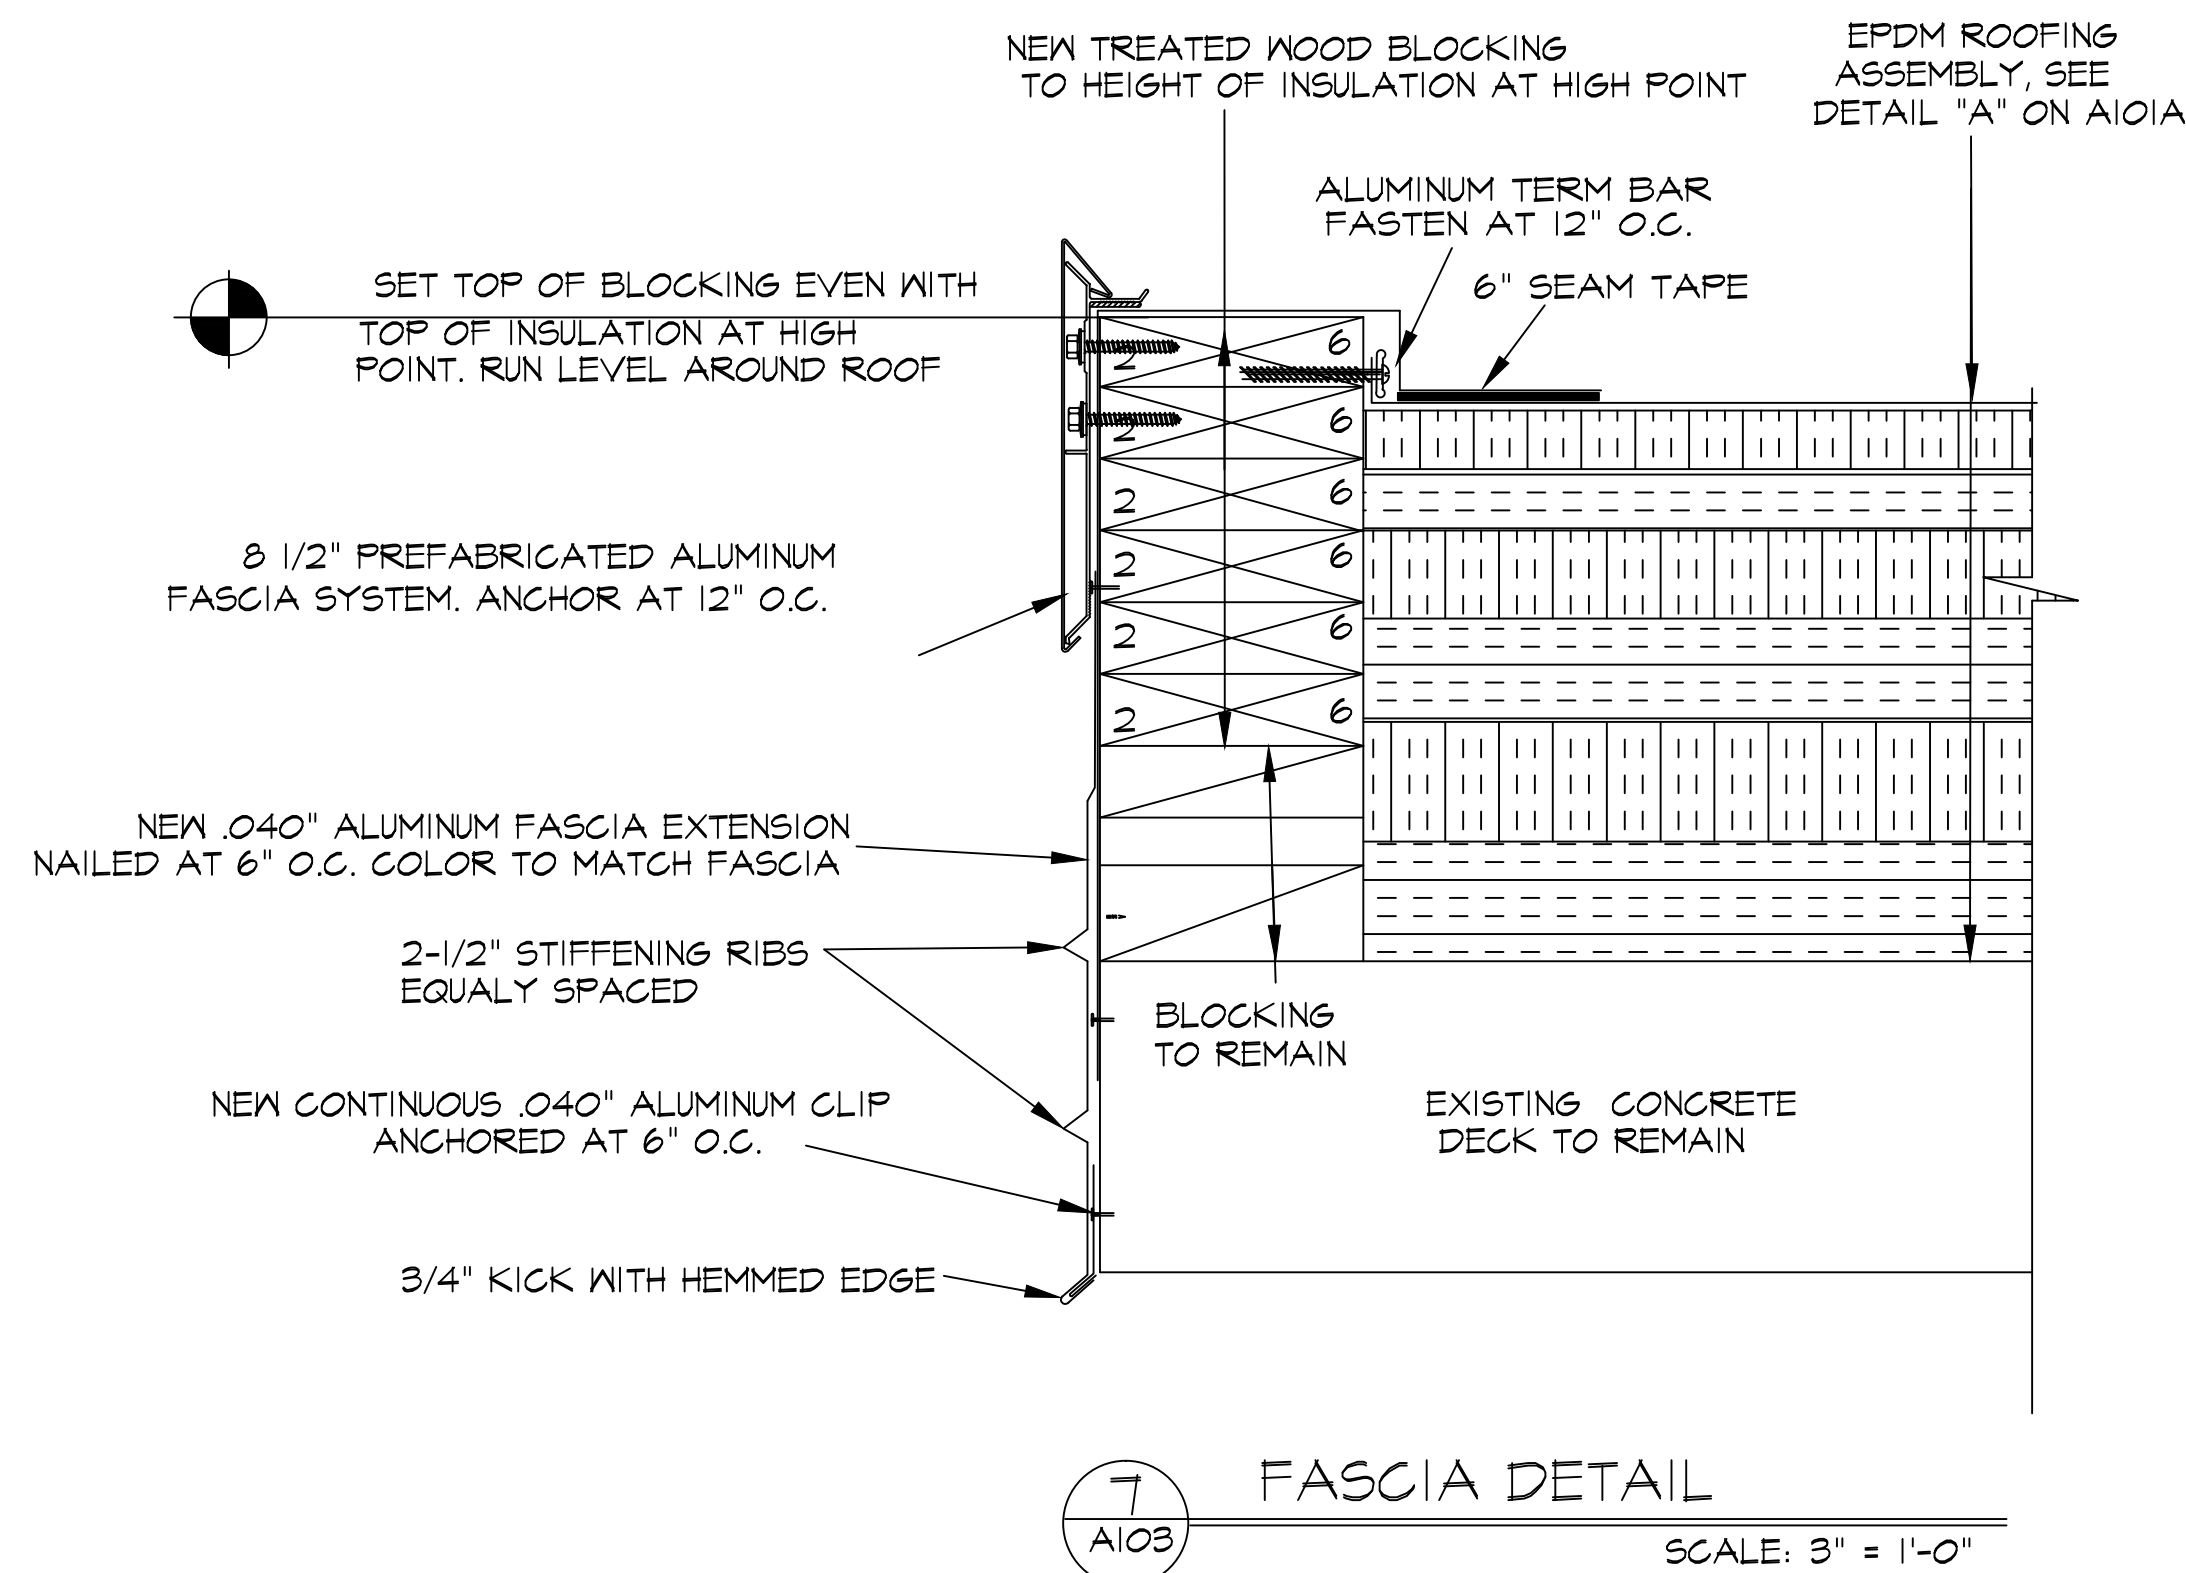 NEW TREATED WOOD BLOCKING
TO HEIGHT OF INSULATION AT HIGH POINT
EPDM ROOFING
ASSEMBLY, SEE
DETAIL "A" ON A101A
ALUMINUM TERM BAR
FASTEN AT 12" O.C.
6" SEAM TAPE
SET TOP OF BLOCKING EVEN WITH
TOP OF INSULATION AT HIGH
POINT. RUN LEVEL AROUND ROOF
2 6
2 6
2 6
2 6
2 6
2 6
8 1/2" PREFABRICATED ALUMINUM
FASCIA SYSTEM. ANCHOR AT 12" O.C.
NEW .040" ALUMINUM FASCIA EXTENSION
NAILED AT 6" O.C. COLOR TO MATCH FASCIA
2-1/2" STIFFENING RIBS
EQUALY SPACED
BLOCKING
TO REMAIN
NEW CONTINUOUS .040" ALUMINUM CLIP
ANCHORED AT 6" O.C.
EXISTING CONCRETE
DECK TO REMAIN
3/4" KICK WITH HEMMED EDGE
7
A103
FASCIA DETAIL
SCALE: 3" = 1'-0"